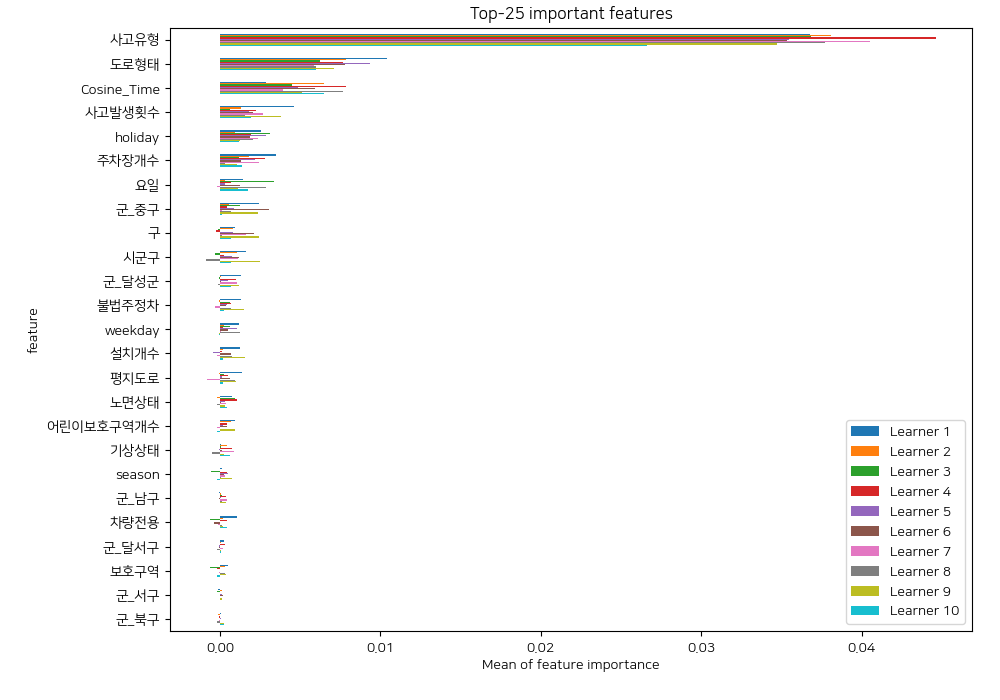 Top-25 important features
사고유형
도로형태
Cosine_Time
사고발생횟수
holiday
주차장개수
요일
군_중구
구
시군구
군_달성군
불법주정차
weekday
설치개수
평지도로
노면상태
어린이보호구역개수
기상상태
season
군_남구
차량전용
군_달서구
보호구역
군_서구
군_북구
feature
Learner 1
Learner 2
Learner 3
Learner 4
Learner 5
Learner 6
Learner 7
Learner 8
Learner 9
Learner 10
0.00 0.01 0.02 0.03 0.04
Mean of feature importance